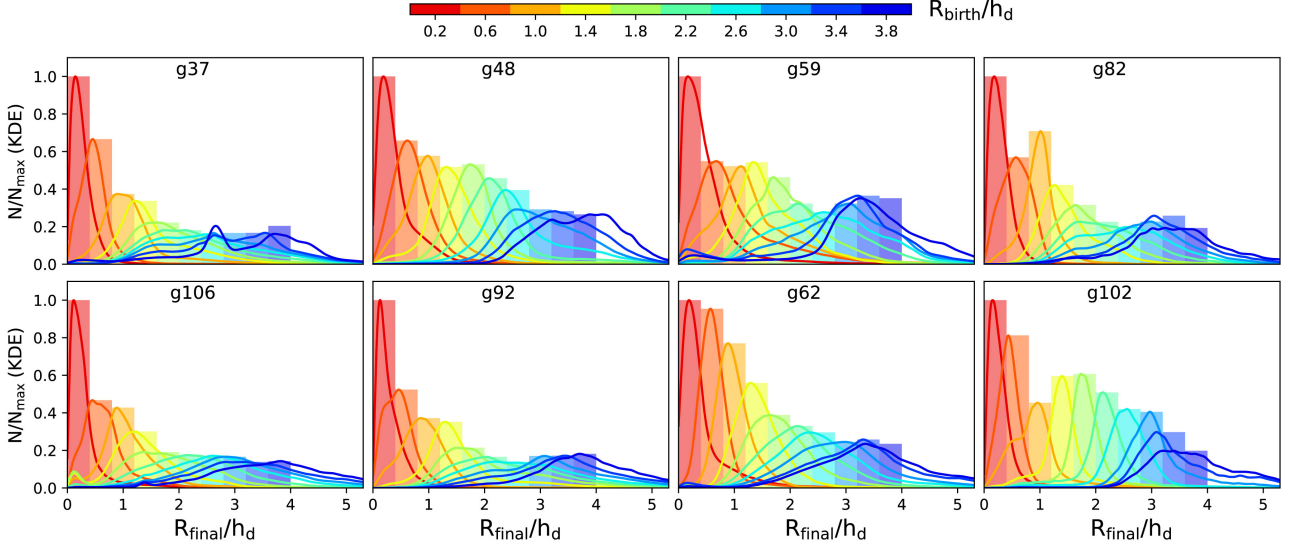 R_birth/h_d
0.2 0.6 1.0 1.4 1.8 2.2 2.6 3.0 3.4 3.8
g37 g48 g59 g82
N/N_max (KDE)
1.0
0.8
0.6
0.4
0.2
0.0
g106 g92 g62 g102
N/N_max (KDE)
1.0
0.8
0.6
0.4
0.2
0.0
0 1 2 3 4 5 0 1 2 3 4 5 0 1 2 3 4 5 0 1 2 3 4 5
R_final/h_d R_final/h_d R_final/h_d R_final/h_d